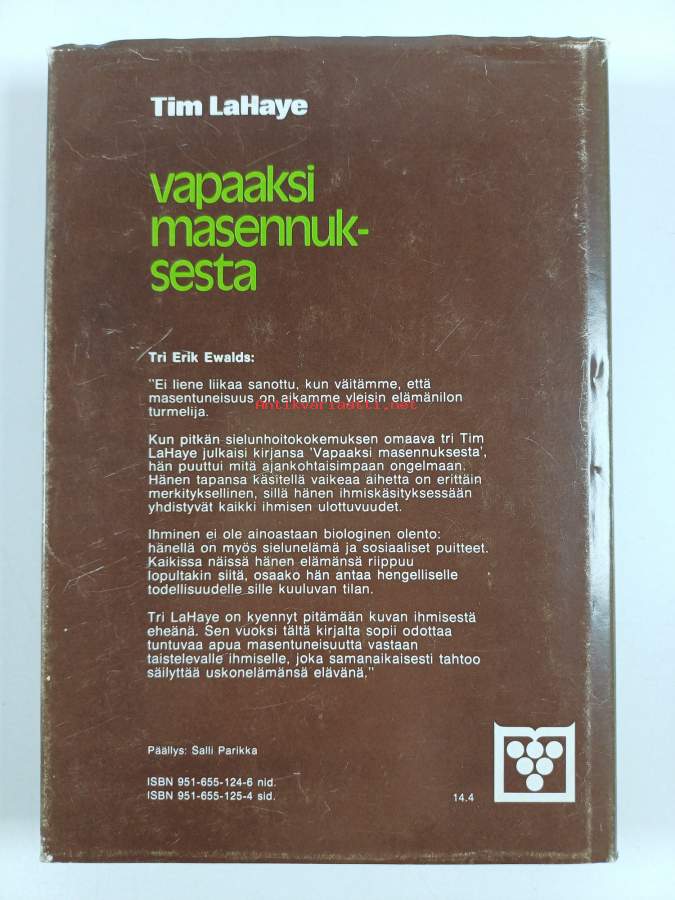 Tim LaHaye
vapaaksi
masennuk-
sesta
Tri Erik Ewalds:
"Ei liene liikaa sanottu, kun väitämme, että
masentuneisuus on aikamme yleisin elämänilon
turmelija.
Antikvariaatti.net
Kun pitkän sielunhoitokokemuksen omaava tri Tim
LaHaye julkaisi kirjansa 'Vapaaksi masennuksesta',
hän puuttui mitä ajankohtaisimpaan ongelmaan.
Hänen tapansa käsitellä vaikeaa aihetta on erittäin
merkityksellinen, sillä hänen ihmiskäsityksessään
yhdistyvät kaikki ihmisen ulottuvuudet.
Ihminen ei ole ainoastaan biologinen olento:
hänellä on myös sielunelämä ja sosiaaliset puitteet.
Kaikissa näissä hänen elämänsä riippuu
lopultakin siitä, osaako hän antaa hengelliselle
todellisuudelle sille kuuluvan tilan.
Tri LaHaye on kyennyt pitämään kuvan ihmisestä
eheänä. Sen vuoksi tältä kirjalta sopii odottaa
tuntuvaa apua masentuneisuutta vastaan
taistelevalle ihmiselle, joka samanaikaisesti tahtoo
säilyttää uskonelämänsä elävänä."
Päällys: Salli Parikka
ISBN 951-655-124-6 nid.
ISBN 951-655-125-4 sid.
14.4